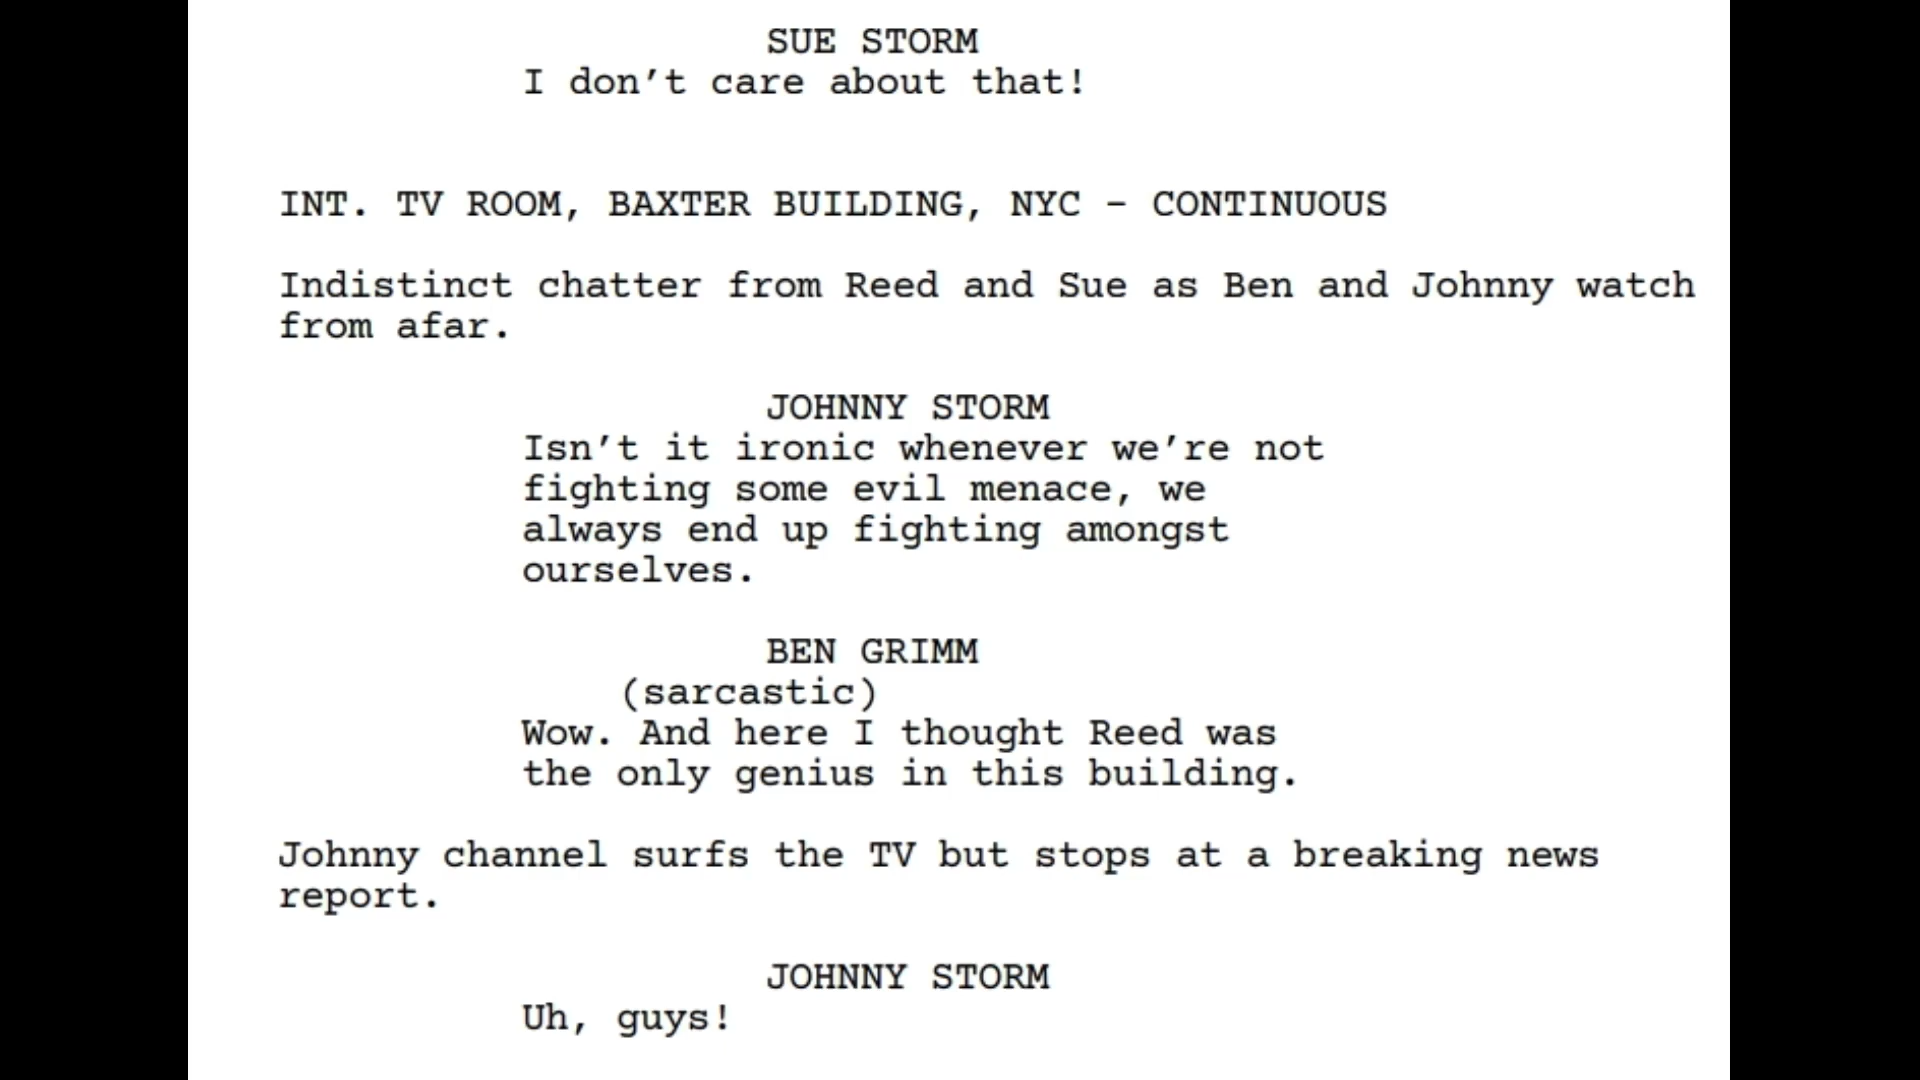 SUE STORM
I don’t care about that!
INT. TV ROOM, BAXTER BUILDING, NYC - CONTINUOUS
Indistinct chatter from Reed and Sue as Ben and Johnny watch
from afar.
JOHNNY STORM
Isn’t it ironic whenever we’re not
fighting some evil menace, we
always end up fighting amongst
ourselves.
BEN GRIMM
(sarcastic)
Wow. And here I thought Reed was
the only genius in this building.
Johnny channel surfs the TV but stops at a breaking news
report.
JOHNNY STORM
Uh, guys!